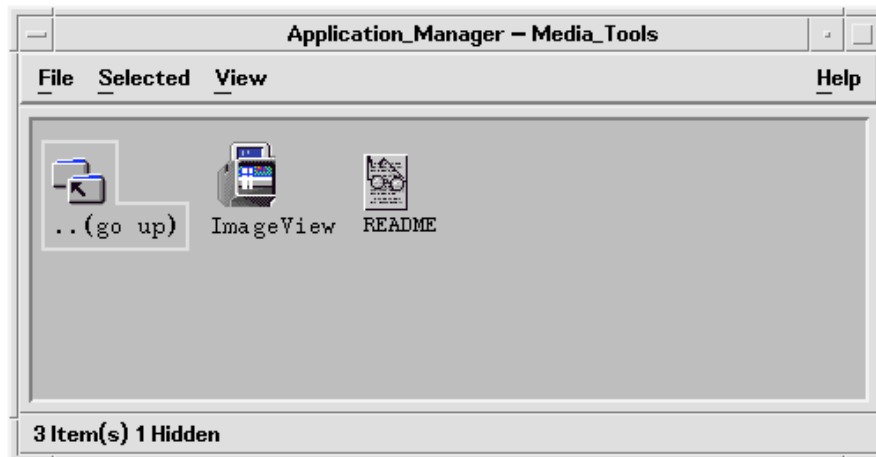 Application_Manager – Media_Tools
File Selected View Help
..(go up) ImageView README
3 Item(s) 1 Hidden